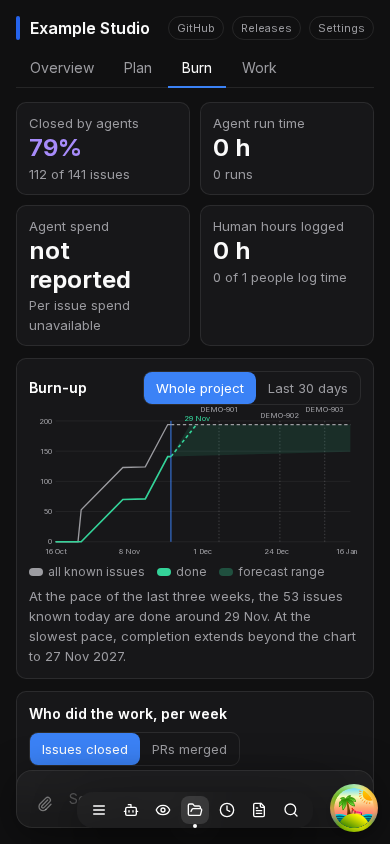 Example Studio
GitHub
Releases
Settings
Overview
Plan
Burn
Work
Closed by agents
79%
112 of 141 issues
Agent run time
0 h
0 runs
Agent spend
not
reported
Per issue spend
unavailable
Human hours logged
0 h
0 of 1 people log time
Burn-up
Whole project
Last 30 days
DEMO-901
DEMO-902
DEMO-903
29 Nov
200
150
100
50
0
16 Oct
8 Nov
1 Dec
24 Dec
16 Jan
all known issues
done
forecast range
At the pace of the last three weeks, the 53 issues
known today are done around 29 Nov. At the
slowest pace, completion extends beyond the chart
to 27 Nov 2027.
Who did the work, per week
Issues closed
PRs merged